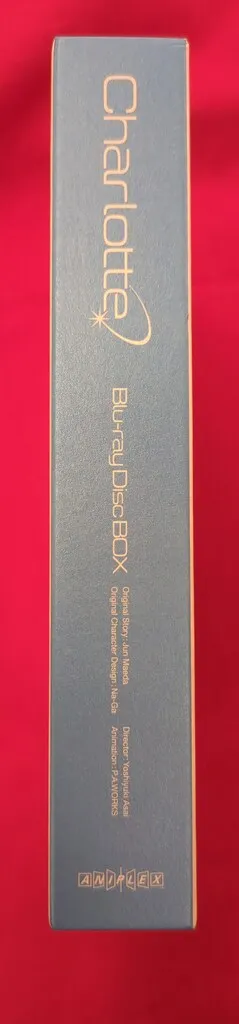 Charlotte
Blu-ray Disc BOX
Original Story: Jun Maeda
Original Character Design: Na-Ga
Director: Yoshiyuki Asai
Animation: P.A.WORKS
ANIPLEX